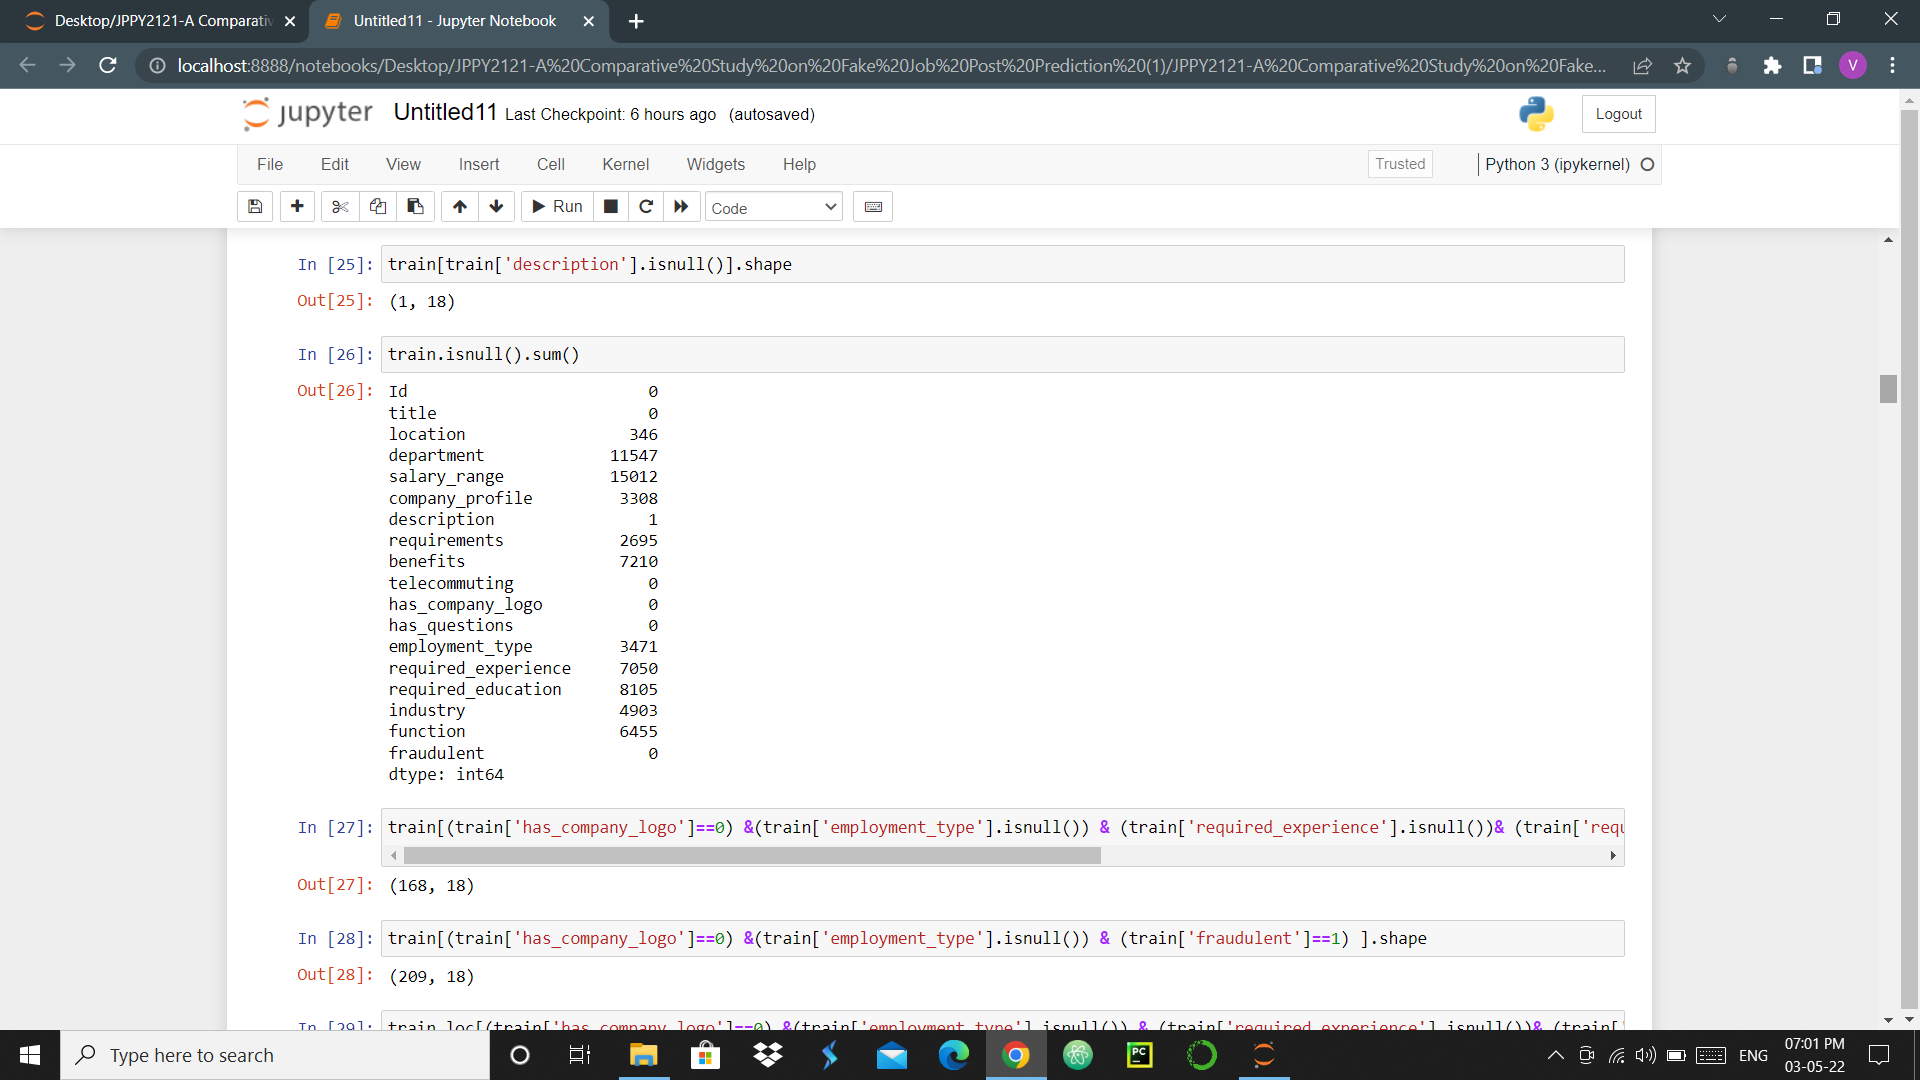 Desktop/JPPY2121-A Comparativ
Untitled11 - Jupyter Notebook
localhost:8888/notebooks/Desktop/JPPY2121-A%20Comparative%20Study%20on%20Fake%20Job%20Post%20Prediction%20(1)/JPPY2121-A%20Comparative%20Study%20on%20Fake...
V
jupyter Untitled11 Last Checkpoint: 6 hours ago (autosaved)
Logout
File Edit View Insert Cell Kernel Widgets Help
Trusted
Python 3 (ipykernel)
Run
Code
In [25]: train[train['description'].isnull()].shape
Out[25]: (1, 18)
In [26]: train.isnull().sum()
Out[26]: Id 0
title 0
location 346
department 11547
salary_range 15012
company_profile 3308
description 1
requirements 2695
benefits 7210
telecommuting 0
has_company_logo 0
has_questions 0
employment_type 3471
required_experience 7050
required_education 8105
industry 4903
function 6455
fraudulent 0
dtype: int64
In [27]: train[(train['has_company_logo']==0) &(train['employment_type'].isnull()) & (train['required_experience'].isnull())& (train['requ
Out[27]: (168, 18)
In [28]: train[(train['has_company_logo']==0) &(train['employment_type'].isnull()) & (train['fraudulent']==1) ].shape
Out[28]: (209, 18)
In [29]: train.loc[(train['has_company_logo']==0) &(train['employment_type'].isnull()) & (train['required_experience'].isnull())& (train['
Type here to search
PC
ENG
07:01 PM
03-05-22